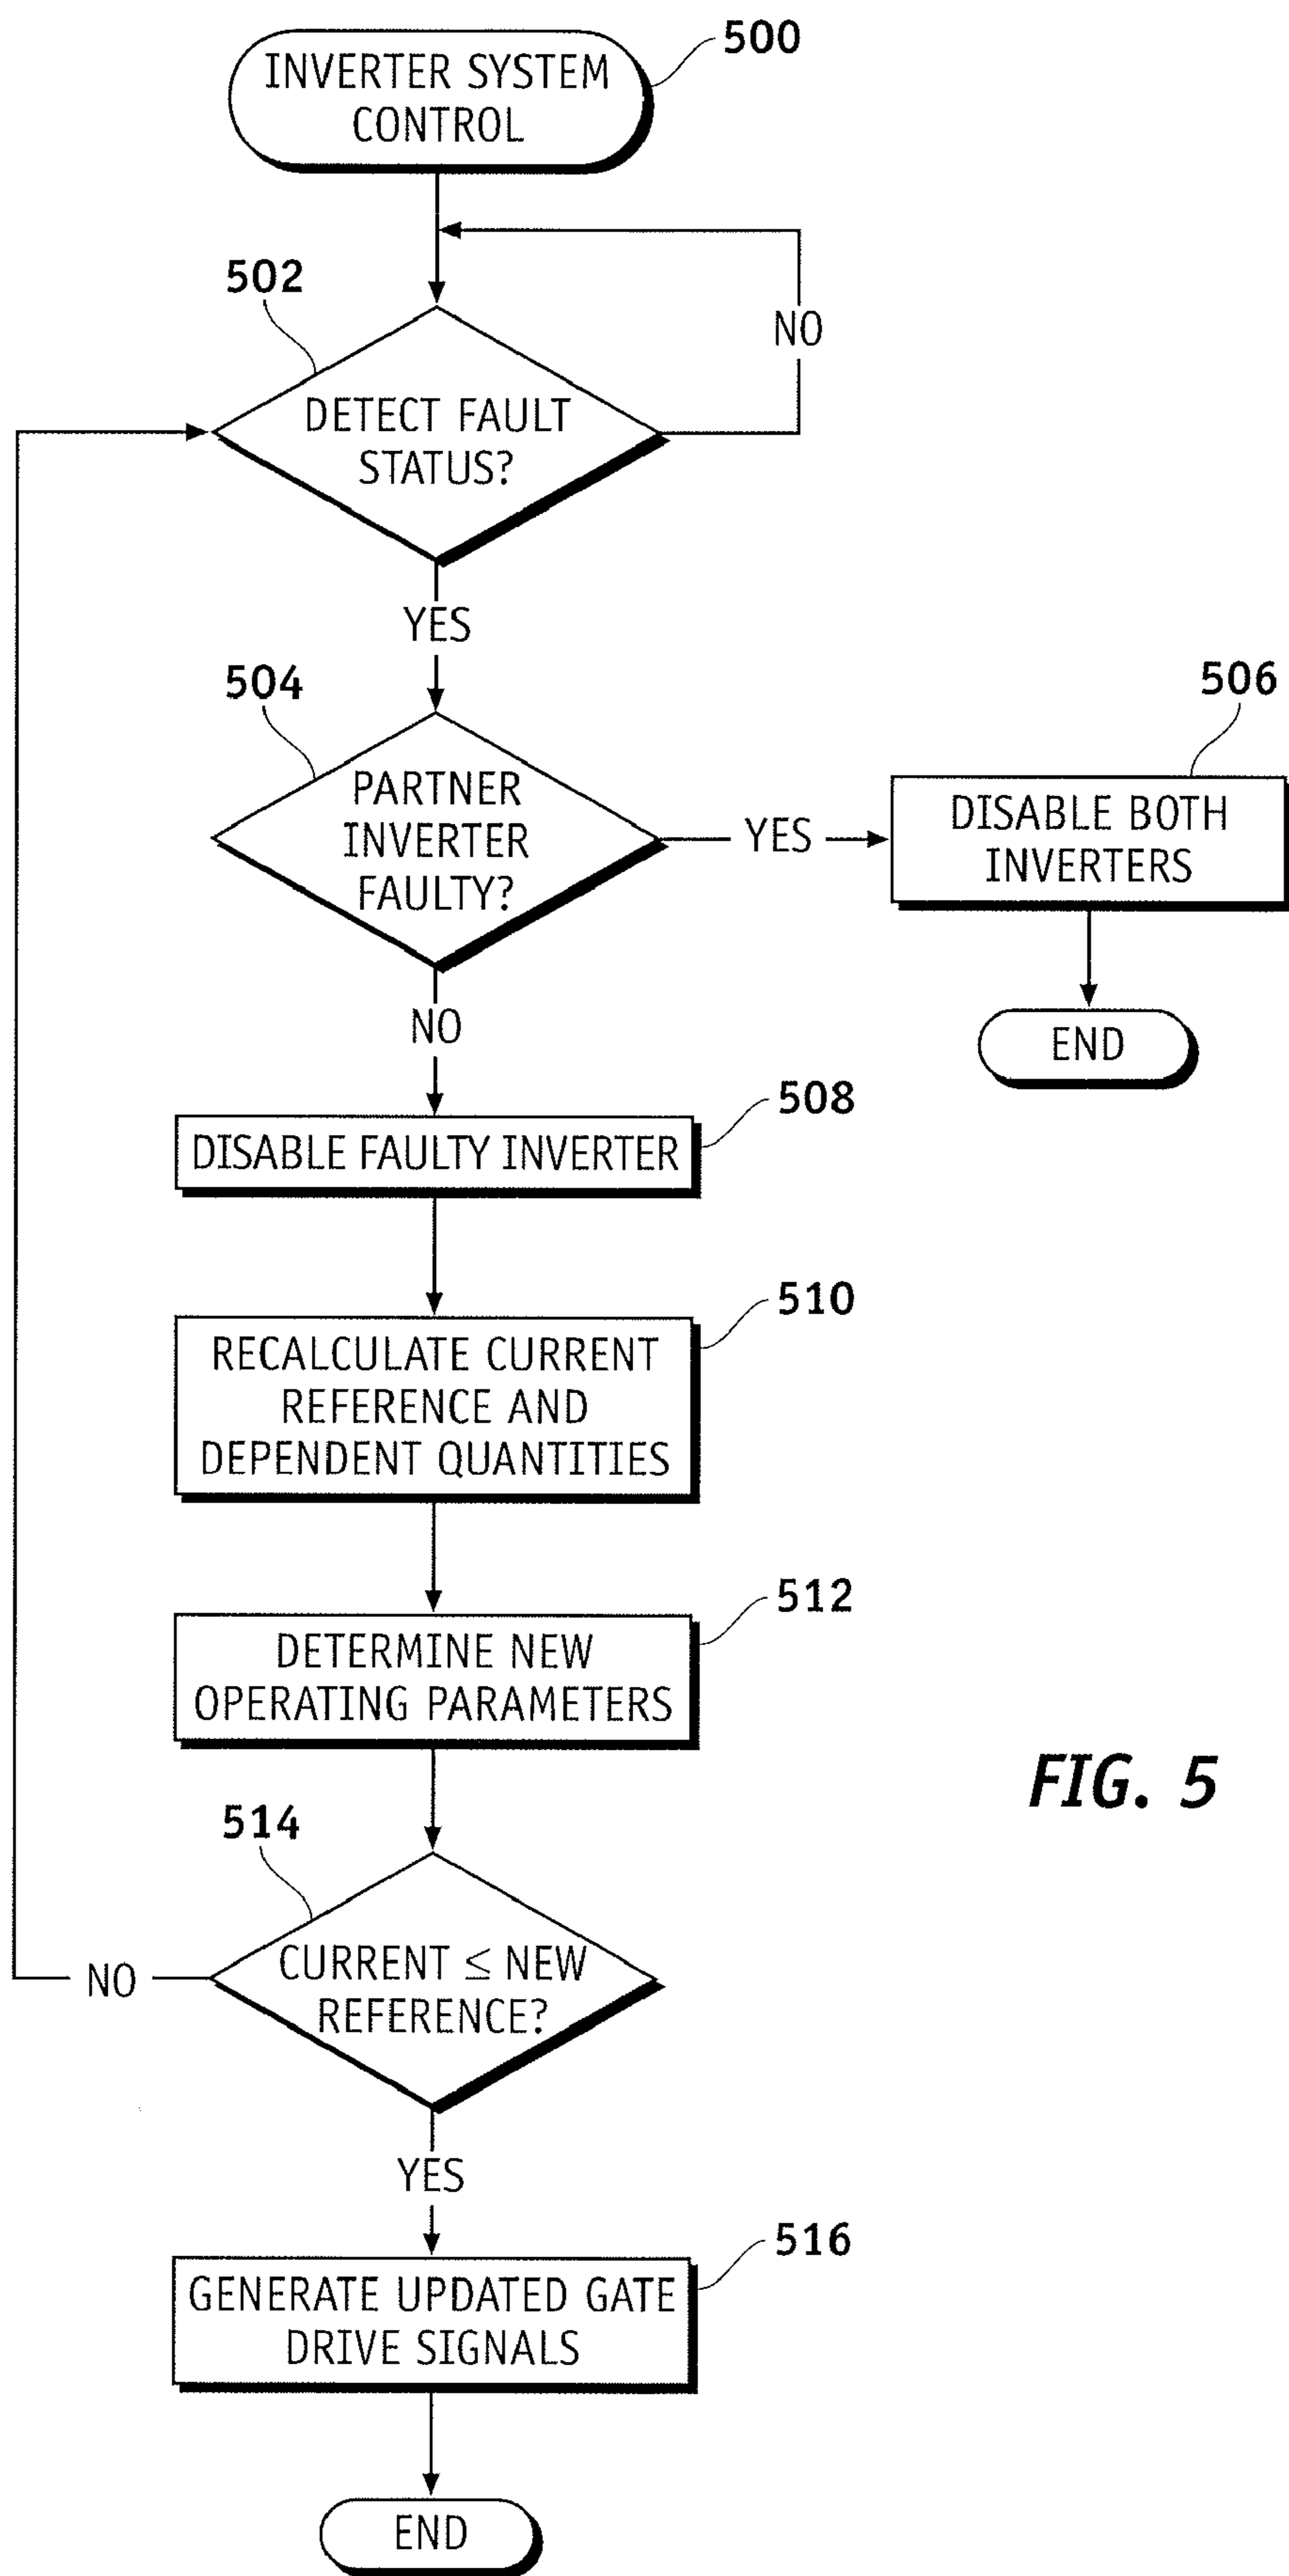 500
INVERTER SYSTEM
CONTROL
502
NO
DETECT FAULT
STATUS?
YES
504
506
PARTNER
INVERTER
FAULTY?
YES
DISABLE BOTH
INVERTERS
NO
END
508
DISABLE FAULTY INVERTER
510
RECALCULATE CURRENT
REFERENCE AND
DEPENDENT QUANTITIES
512
DETERMINE NEW
OPERATING PARAMETERS
FIG. 5
514
CURRENT ≤ NEW
REFERENCE?
NO
YES
516
GENERATE UPDATED GATE
DRIVE SIGNALS
END